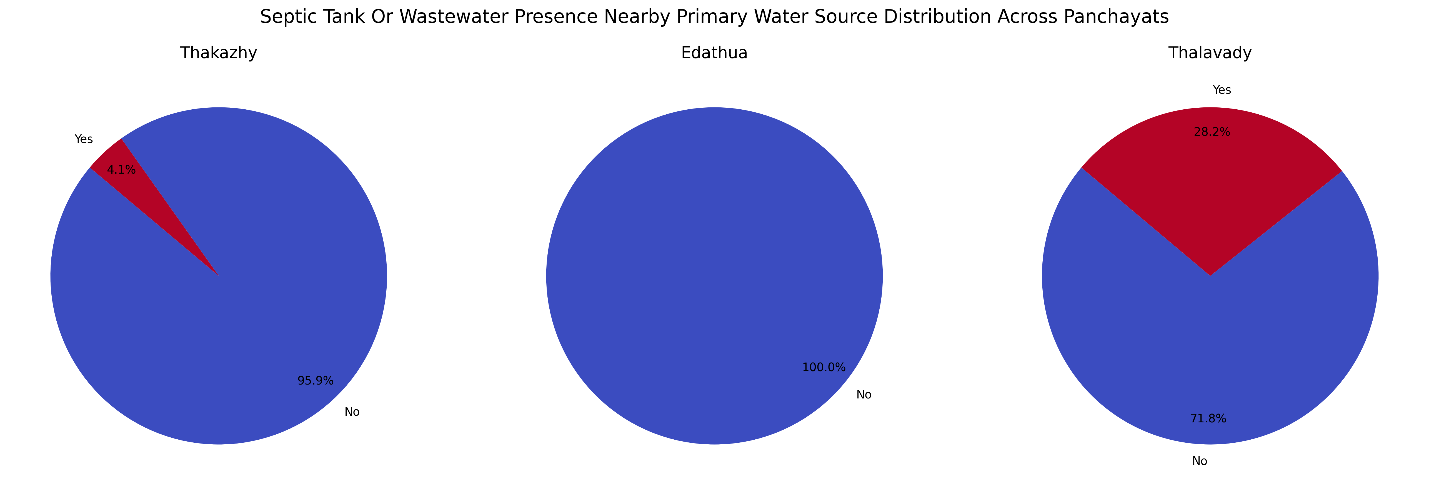 Septic Tank Or Wastewater Presence Nearby Primary Water Source Distribution Across Panchayats
Thakazhy
Yes
4.1%
95.9%
No
Edathua
100.0%
No
Thalavady
Yes
28.2%
71.8%
No